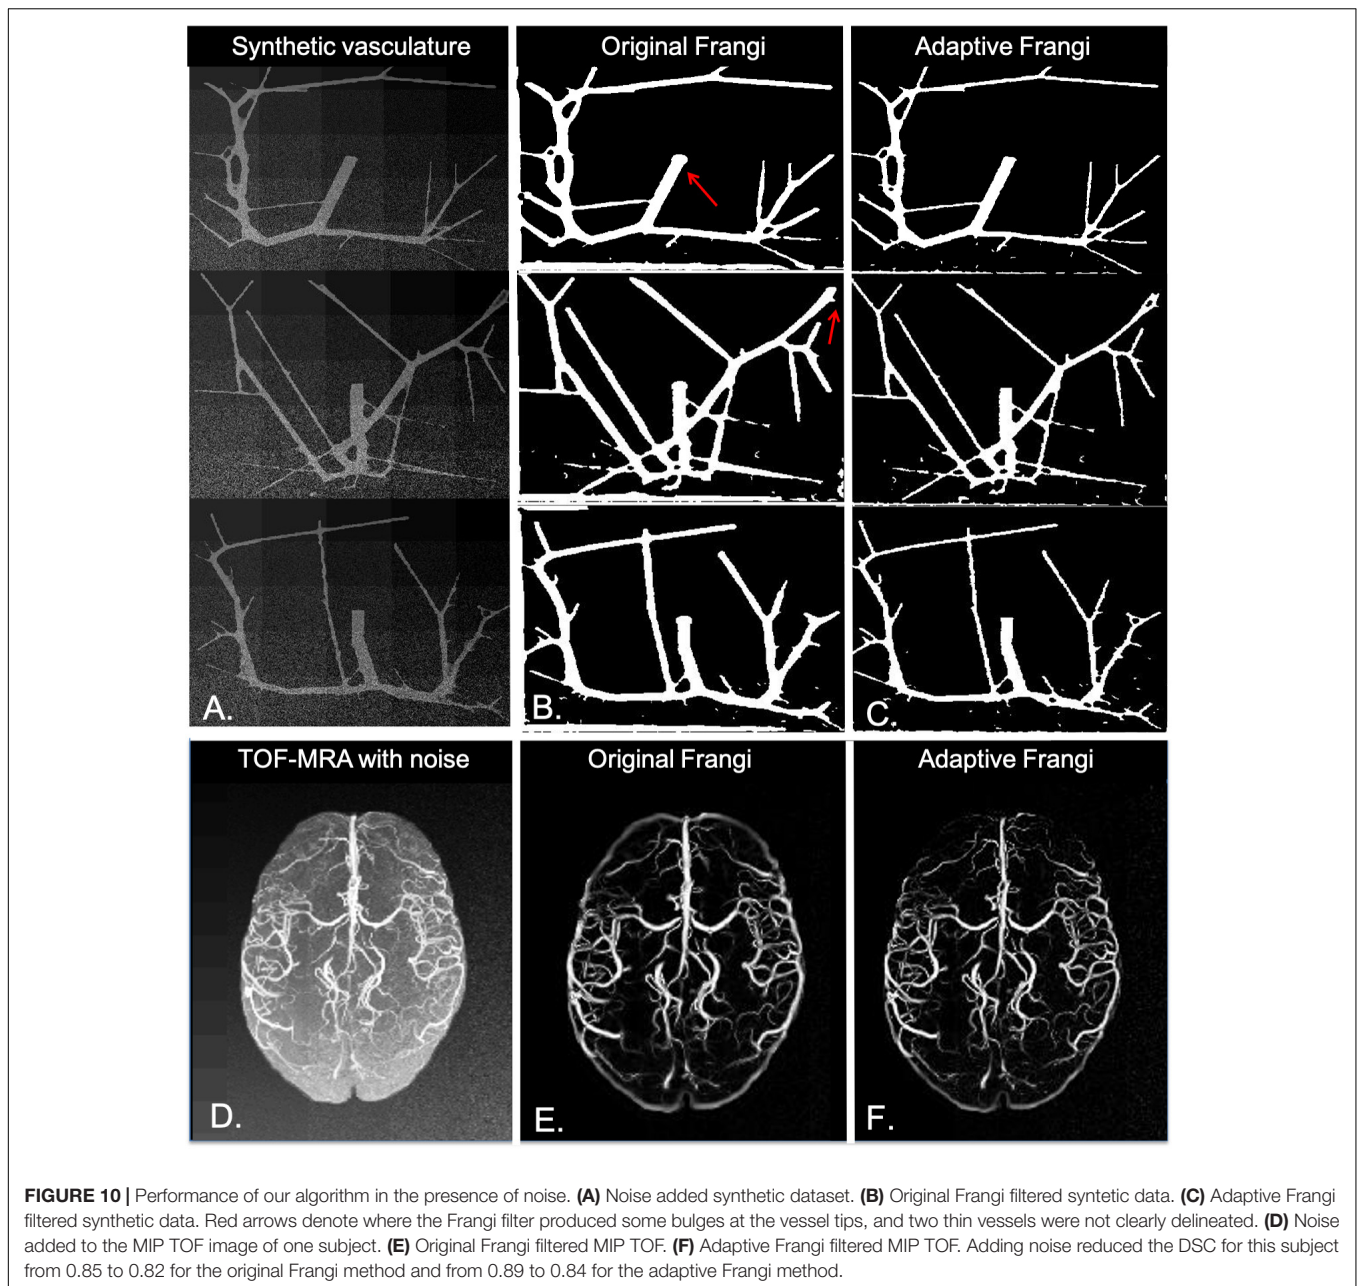 Synthetic vasculature
Original Frangi
Adaptive Frangi
A.
B.
C.
TOF-MRA with noise
Original Frangi
Adaptive Frangi
D.
E.
F.
FIGURE 10 | Performance of our algorithm in the presence of noise. (A) Noise added synthetic dataset. (B) Original Frangi filtered syntetic data. (C) Adaptive Frangi
filtered synthetic data. Red arrows denote where the Frangi filter produced some bulges at the vessel tips, and two thin vessels were not clearly delineated. (D) Noise
added to the MIP TOF image of one subject. (E) Original Frangi filtered MIP TOF. (F) Adaptive Frangi filtered MIP TOF. Adding noise reduced the DSC for this subject
from 0.85 to 0.82 for the original Frangi method and from 0.89 to 0.84 for the adaptive Frangi method.